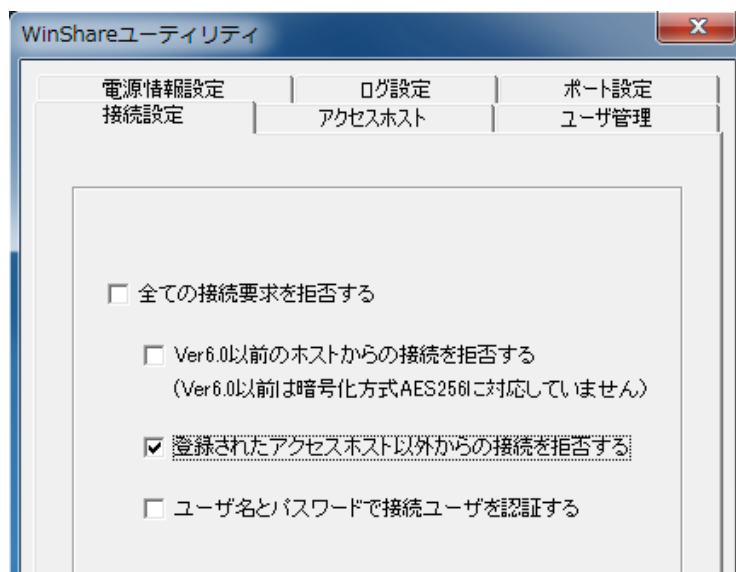 WinShareユーティリティ
電源情報設定 ログ設定 ポート設定
接続設定 アクセスホスト ユーザ管理
全ての接続要求を拒否する
Ver6.0以前のホストからの接続を拒否する
（Ver6.0以前は暗号化方式AES256に対応していません）
登録されたアクセスホスト以外からの接続を拒否する
ユーザ名とパスワードで接続ユーザを認証する